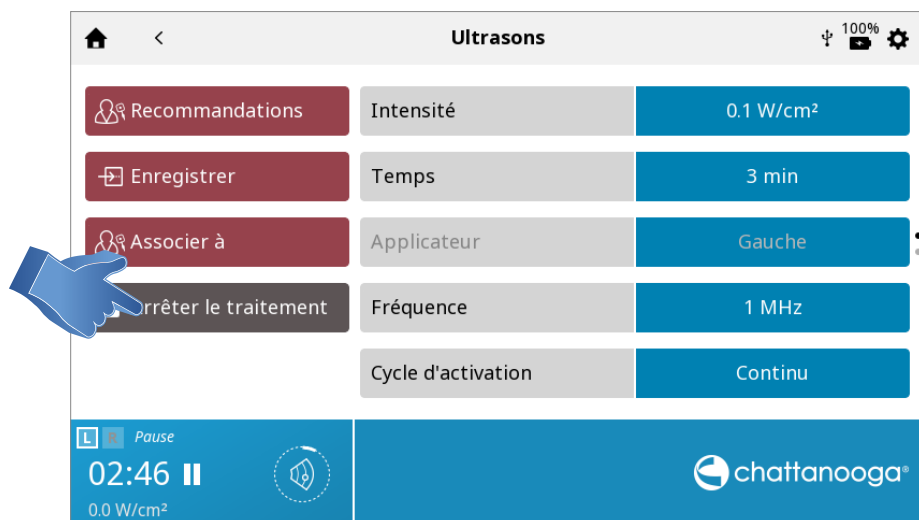 Ultrasons
100%
Recommandations
Intensité
0.1 W/cm²
Enregistrer
Temps
3 min
Associer à
Applicateur
Gauche
rrêter le traitement
Fréquence
1 MHz
Cycle d'activation
Continu
L R Pause
02:46
0.0 W/cm²
chattanooga®